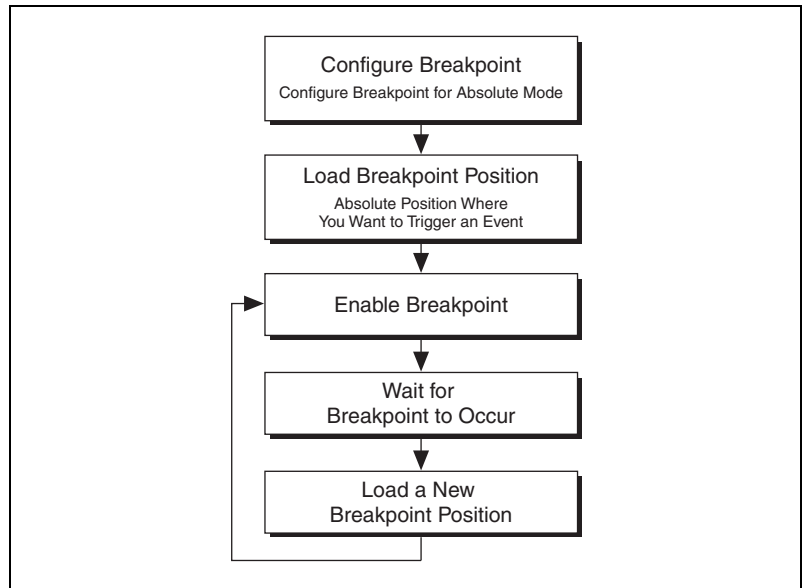 Configure Breakpoint
Configure Breakpoint for Absolute Mode
Load Breakpoint Position
Absolute Position Where
You Want to Trigger an Event
Enable Breakpoint
Wait for
Breakpoint to Occur
Load a New
Breakpoint Position